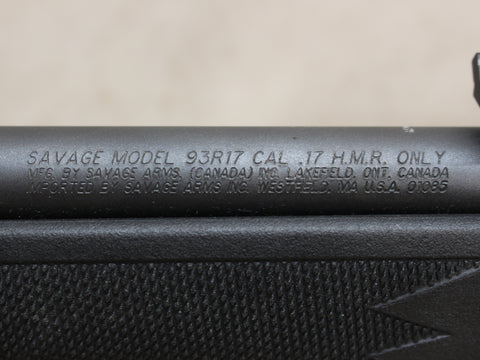 SAVAGE MODEL 93R17 CAL .17 H.M.R. ONLY
MFG. BY SAVAGE ARMS. (CANADA) INC. LAKEFIELD, ONT. CANADA
IMPORTED BY SAVAGE ARMS INC. WESTFIELD, MA U.S.A. 01085